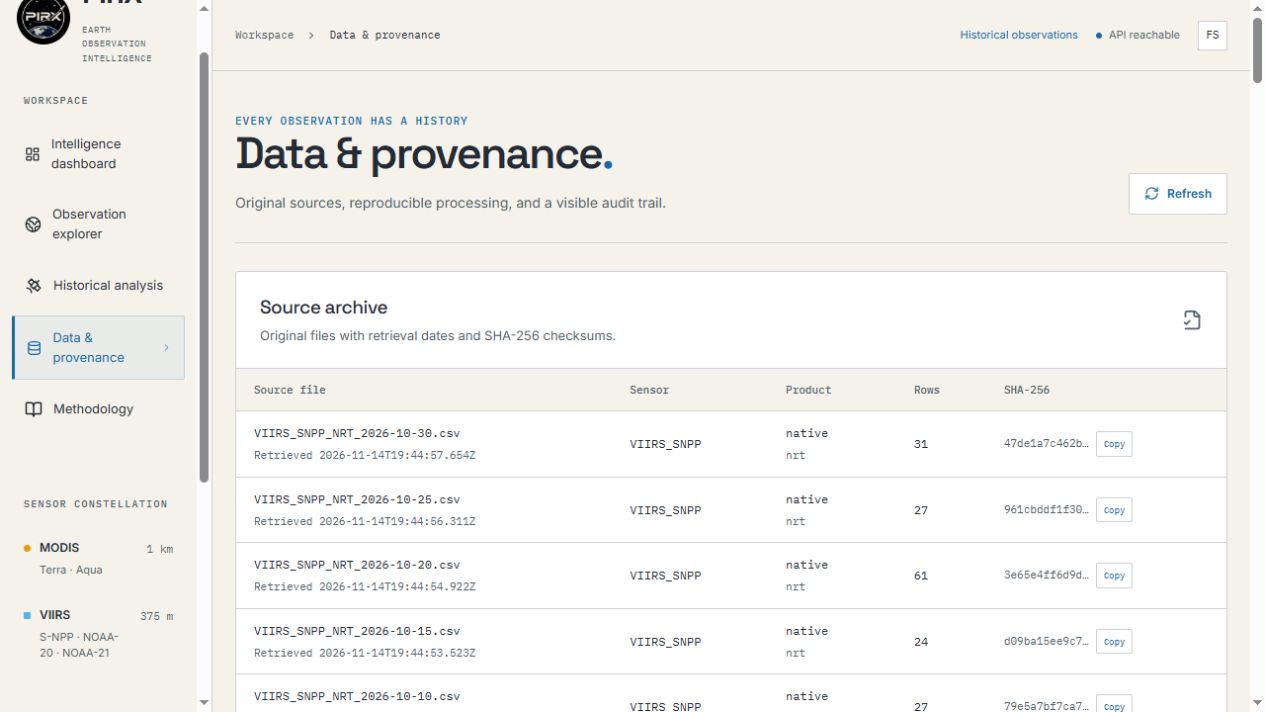 PIRX
PIRX
EARTH
OBSERVATION
INTELLIGENCE
WORKSPACE
Intelligence
dashboard
Observation
explorer
Historical analysis
Data &
provenance
Methodology
SENSOR CONSTELLATION
MODIS 1 km
Terra · Aqua
VIIRS 375 m
S-NPP · NOAA-
20 · NOAA-21
Workspace > Data & provenance
Historical observations
API reachable
FS
EVERY OBSERVATION HAS A HISTORY
Data & provenance.
Original sources, reproducible processing, and a visible audit trail.
Refresh
Source archive
Original files with retrieval dates and SHA-256 checksums.
Source file Sensor Product Rows SHA-256
VIIRS_SNPP_NRT_2026-10-30.csv
Retrieved 2026-11-14T19:44:57.654Z
VIIRS_SNPP
native
nrt
31
47de1a7c462b… Copy
VIIRS_SNPP_NRT_2026-10-25.csv
Retrieved 2026-11-14T19:44:56.311Z
VIIRS_SNPP
native
nrt
27
961cbddf1f30… Copy
VIIRS_SNPP_NRT_2026-10-20.csv
Retrieved 2026-11-14T19:44:54.922Z
VIIRS_SNPP
native
nrt
61
3e65e4ff6d9d… Copy
VIIRS_SNPP_NRT_2026-10-15.csv
Retrieved 2026-11-14T19:44:53.523Z
VIIRS_SNPP
native
nrt
24
d09ba15ee9c7… Copy
VIIRS_SNPP_NRT_2026-10-10.csv
VIIRS_SNPP
native
27
79e5a7bf7ca7… Copy